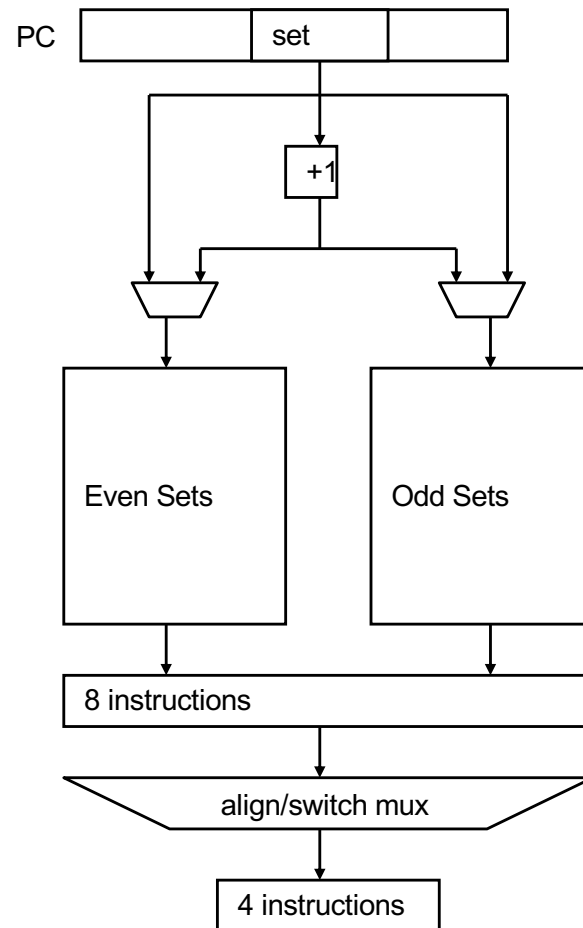 PC
set
+1
Even Sets
Odd Sets
8 instructions
align/switch mux
4 instructions